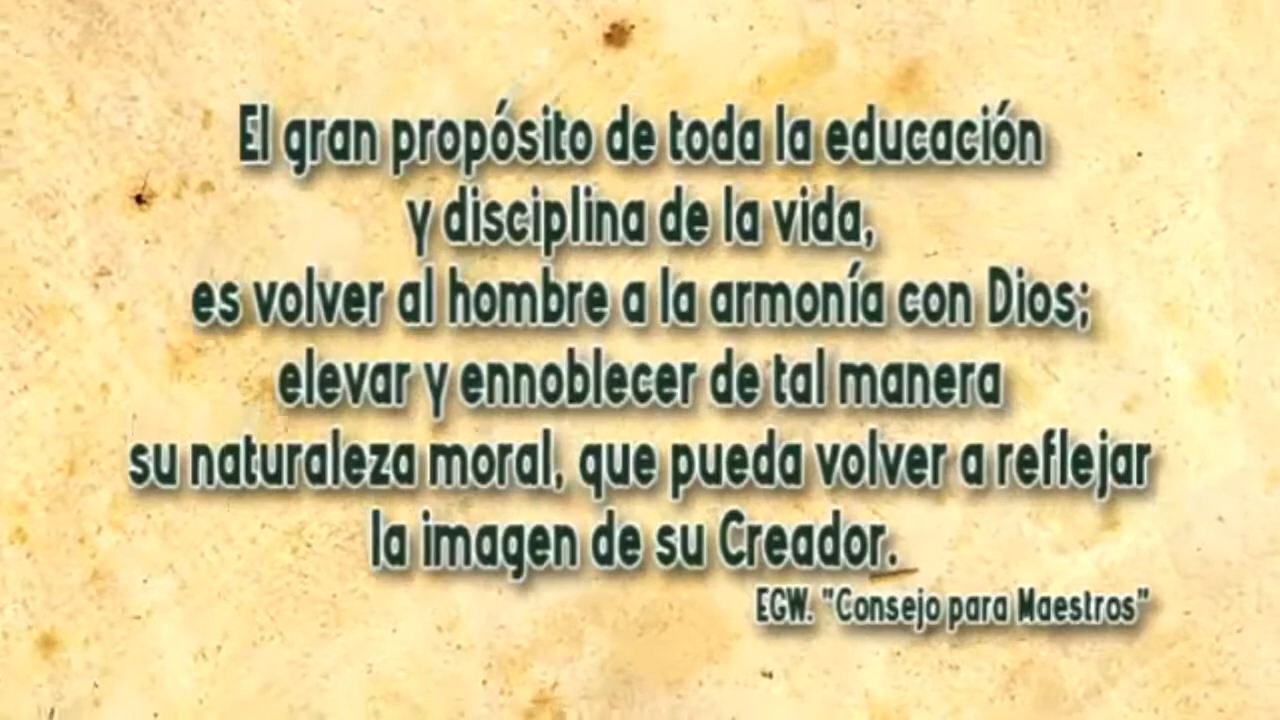 El gran propósito de toda la educación
y disciplina de la vida,
es volver al hombre a la armonía con Dios;
elevar y ennoblecer de tal manera
su naturaleza moral, que pueda volver a reflejar
la imagen de su Creador.
EGW. "Consejo para Maestros"